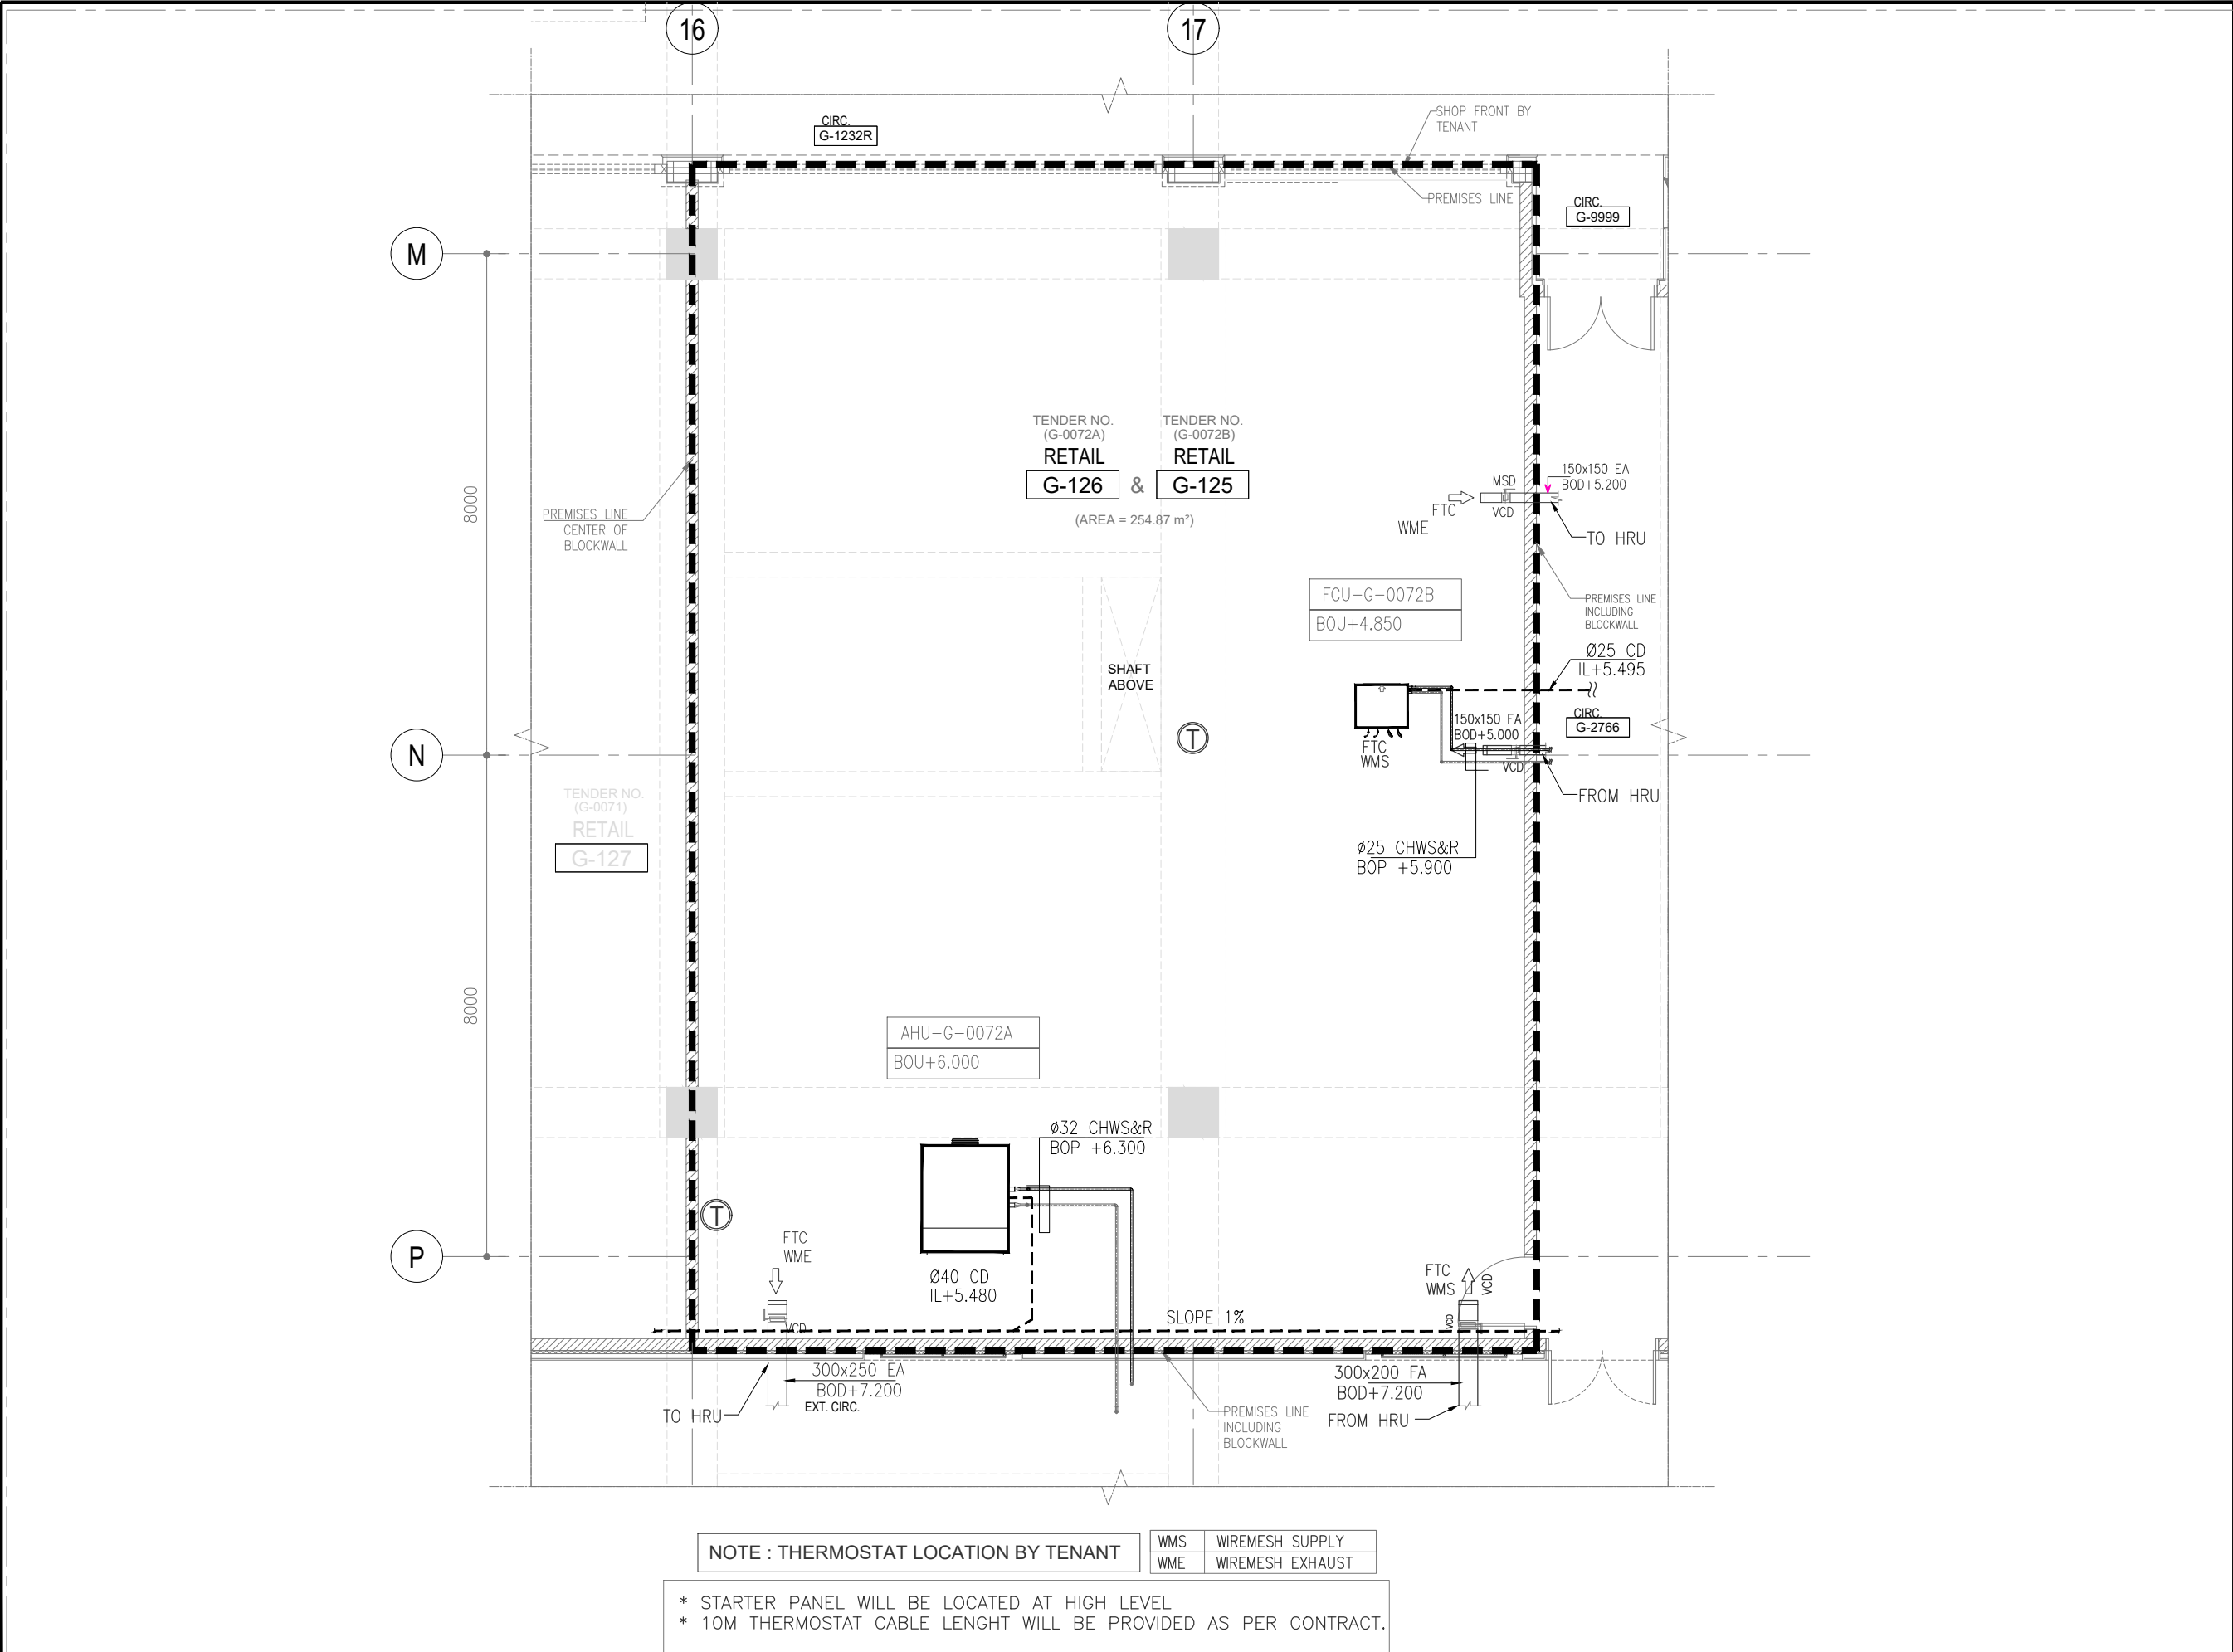 16
17
CIRC.
G-1232R
SHOP FRONT BY
TENANT
PREMISES LINE
CIRC.
G-9999
M
TENDER NO.
(G-0072A)
RETAIL
G-126
&
TENDER NO.
(G-0072B)
RETAIL
G-125
(AREA = 254.87 m²)
8000
PREMISES LINE
CENTER OF
BLOCKWALL
MSD
FTC
VCD
WME
150x150 EA
BOD+5.200
TO HRU
FCU-G-0072B
BOU+4.850
PREMISES LINE
INCLUDING
BLOCKWALL
Ø25 CD
IL+5.495
SHAFT
ABOVE
CIRC.
G-2766
T
150x150 FA
BOD+5.000
FTC
WMS
VCD
N
FROM HRU
TENDER NO.
(G-0071)
RETAIL
G-127
ø25 CHWS&R
BOP +5.900
8000
AHU-G-0072A
BOU+6.000
ø32 CHWS&R
BOP +6.300
T
P
FTC
WME
Ø40 CD
IL+5.480
FTC
WMS
VCD
VCD
VCD
SLOPE 1%
300x250 EA
BOD+7.200
EXT. CIRC.
TO HRU
300x200 FA
BOD+7.200
FROM HRU
PREMISES LINE
INCLUDING
BLOCKWALL
NOTE : THERMOSTAT LOCATION BY TENANT
WMS WIREMESH SUPPLY
WME WIREMESH EXHAUST
* STARTER PANEL WILL BE LOCATED AT HIGH LEVEL
* 10M THERMOSTAT CABLE LENGHT WILL BE PROVIDED AS PER CONTRACT.